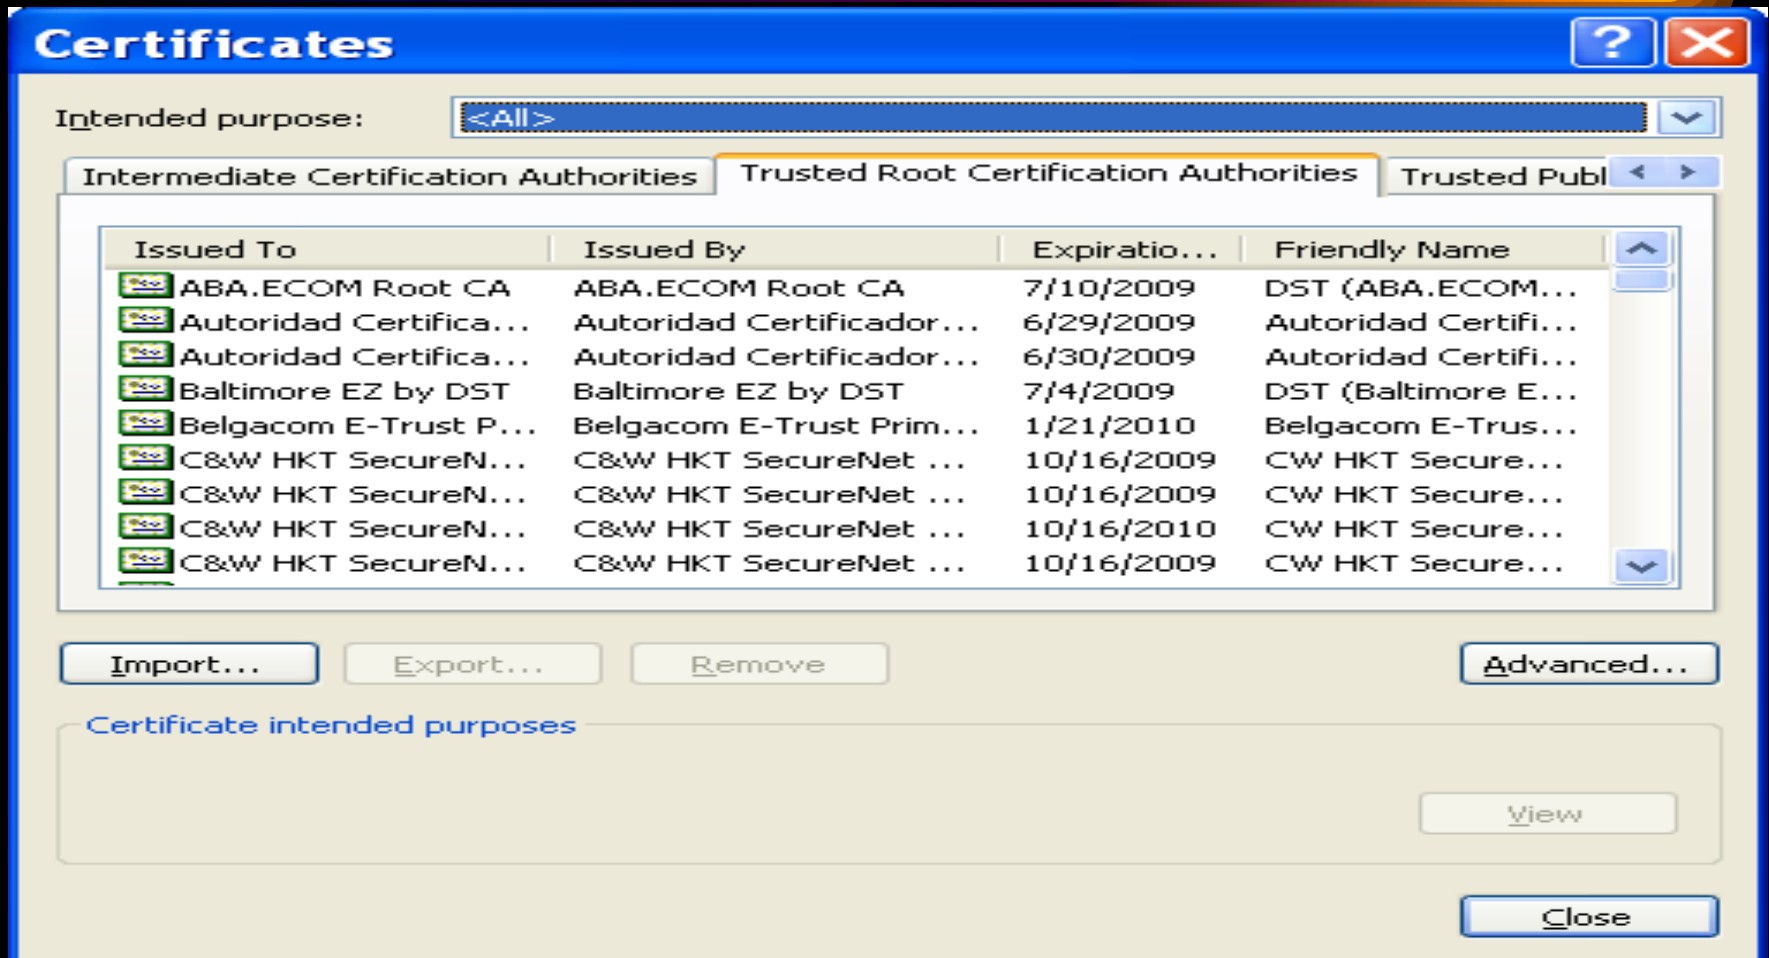 Certificates
Intended purpose: <All>
Intermediate Certification Authorities Trusted Root Certification Authorities Trusted Publ
Issued To Issued By Expiratio... Friendly Name
ABA.ECOM Root CA ABA.ECOM Root CA 7/10/2009 DST (ABA.ECOM...
Autoridad Certifica... Autoridad Certificador... 6/29/2009 Autoridad Certifi...
Autoridad Certifica... Autoridad Certificador... 6/30/2009 Autoridad Certifi...
Baltimore EZ by DST Baltimore EZ by DST 7/4/2009 DST (Baltimore E...
Belgacom E-Trust P... Belgacom E-Trust Prim... 1/21/2010 Belgacom E-Trus...
C&W HKT SecureN... C&W HKT SecureNet ... 10/16/2009 CW HKT Secure...
C&W HKT SecureN... C&W HKT SecureNet ... 10/16/2009 CW HKT Secure...
C&W HKT SecureN... C&W HKT SecureNet ... 10/16/2010 CW HKT Secure...
C&W HKT SecureN... C&W HKT SecureNet ... 10/16/2009 CW HKT Secure...
Import... Export... Remove Advanced...
Certificate intended purposes
View
Close